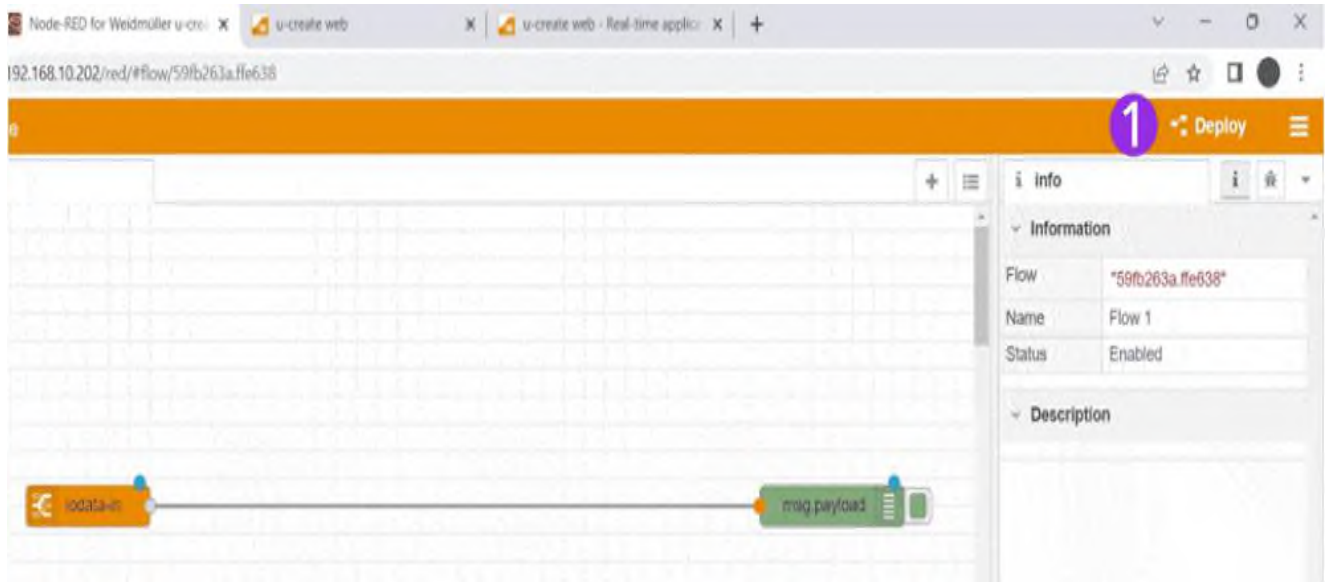 Node-RED for Weidmüller u-cre
u-create web
u-create web - Real-time applic
192.168.10.202/red/#flow/59fb263a.ffe638
1
Deploy
i info
i
Information
Flow "59fb263a.ffe638"
Name Flow 1
Status Enabled
Description
iodata-in
msg.payload